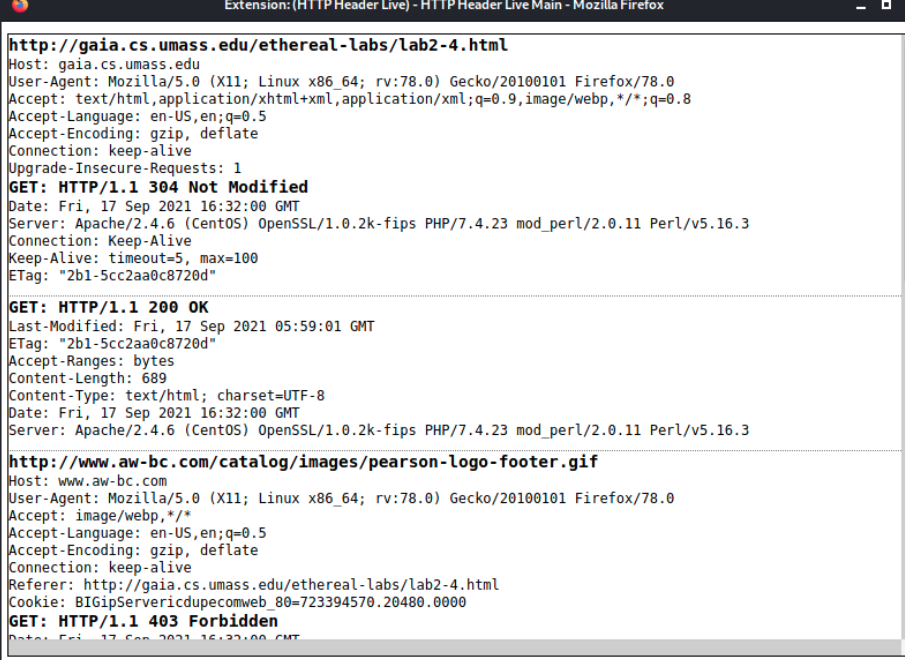 Extension: (HTTP Header Live) - HTTP Header Live Main - Mozilla Firefox
http://gaia.cs.umass.edu/ethereal-labs/lab2-4.html
Host: gaia.cs.umass.edu
User-Agent: Mozilla/5.0 (X11; Linux x86_64; rv:78.0) Gecko/20100101 Firefox/78.0
Accept: text/html,application/xhtml+xml,application/xml;q=0.9,image/webp,*/*;q=0.8
Accept-Language: en-US,en;q=0.5
Accept-Encoding: gzip, deflate
Connection: keep-alive
Upgrade-Insecure-Requests: 1
GET: HTTP/1.1 304 Not Modified
Date: Fri, 17 Sep 2021 16:32:00 GMT
Server: Apache/2.4.6 (CentOS) OpenSSL/1.0.2k-fips PHP/7.4.23 mod_perl/2.0.11 Perl/v5.16.3
Connection: Keep-Alive
Keep-Alive: timeout=5, max=100
ETag: "2b1-5cc2aa0c8720d"
GET: HTTP/1.1 200 OK
Last-Modified: Fri, 17 Sep 2021 05:59:01 GMT
ETag: "2b1-5cc2aa0c8720d"
Accept-Ranges: bytes
Content-Length: 689
Content-Type: text/html; charset=UTF-8
Date: Fri, 17 Sep 2021 16:32:00 GMT
Server: Apache/2.4.6 (CentOS) OpenSSL/1.0.2k-fips PHP/7.4.23 mod_perl/2.0.11 Perl/v5.16.3
http://www.aw-bc.com/catalog/images/pearson-logo-footer.gif
Host: www.aw-bc.com
User-Agent: Mozilla/5.0 (X11; Linux x86_64; rv:78.0) Gecko/20100101 Firefox/78.0
Accept: image/webp,*/*
Accept-Language: en-US,en;q=0.5
Accept-Encoding: gzip, deflate
Connection: keep-alive
Referer: http://gaia.cs.umass.edu/ethereal-labs/lab2-4.html
Cookie: BIGipServericdupecomweb_80=723394570.20480.0000
GET: HTTP/1.1 403 Forbidden
Date: Fri, 17 Sep 2021 16:32:00 GMT